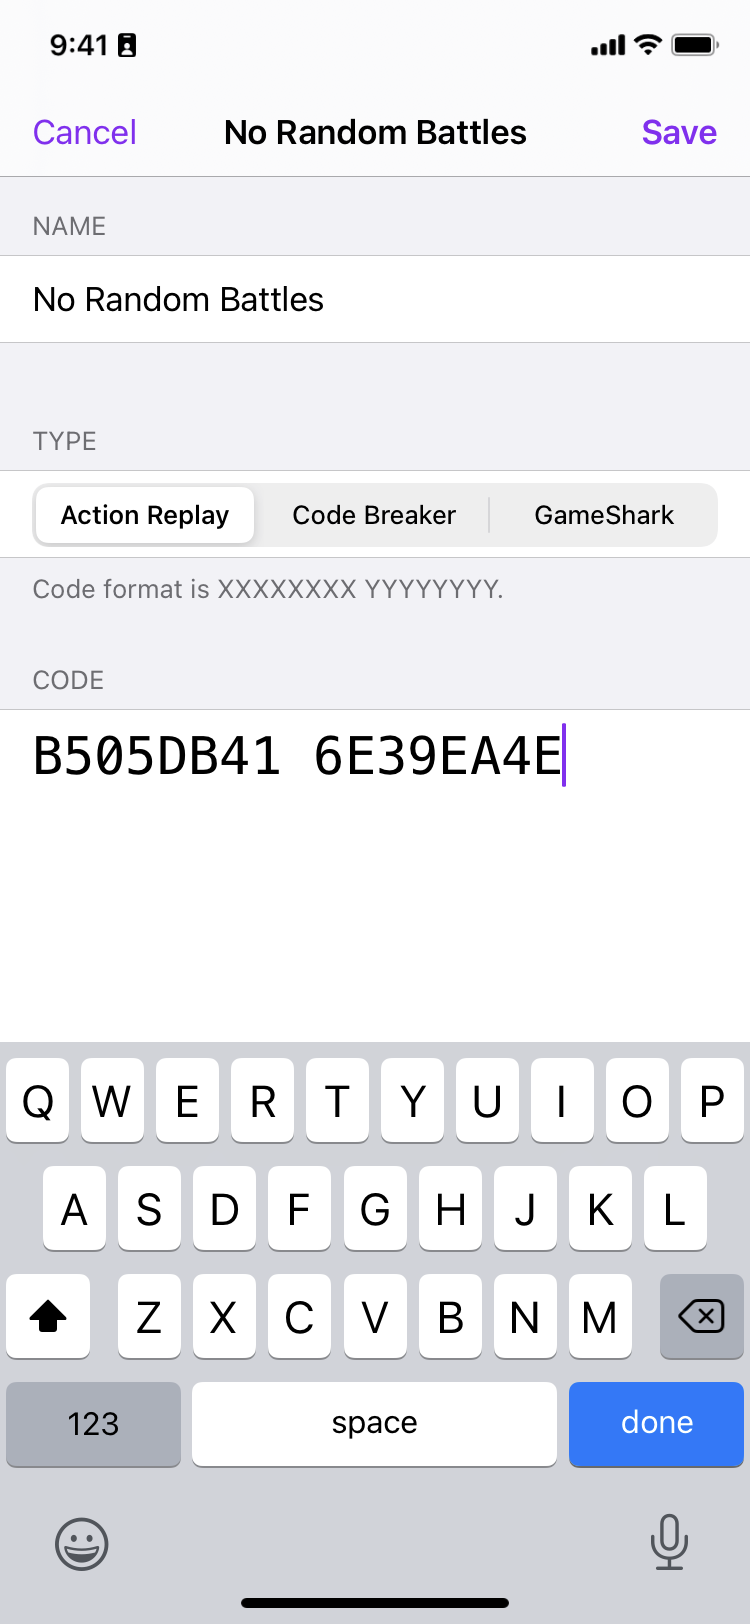 9:41
Cancel No Random Battles Save
NAME
No Random Battles
TYPE
Action Replay Code Breaker GameShark
Code format is XXXXXXXX YYYYYYYY.
CODE
B505DB41 6E39EA4E
Q W E R T Y U I O P
A S D F G H J K L
Z X C V B N M
123 space done